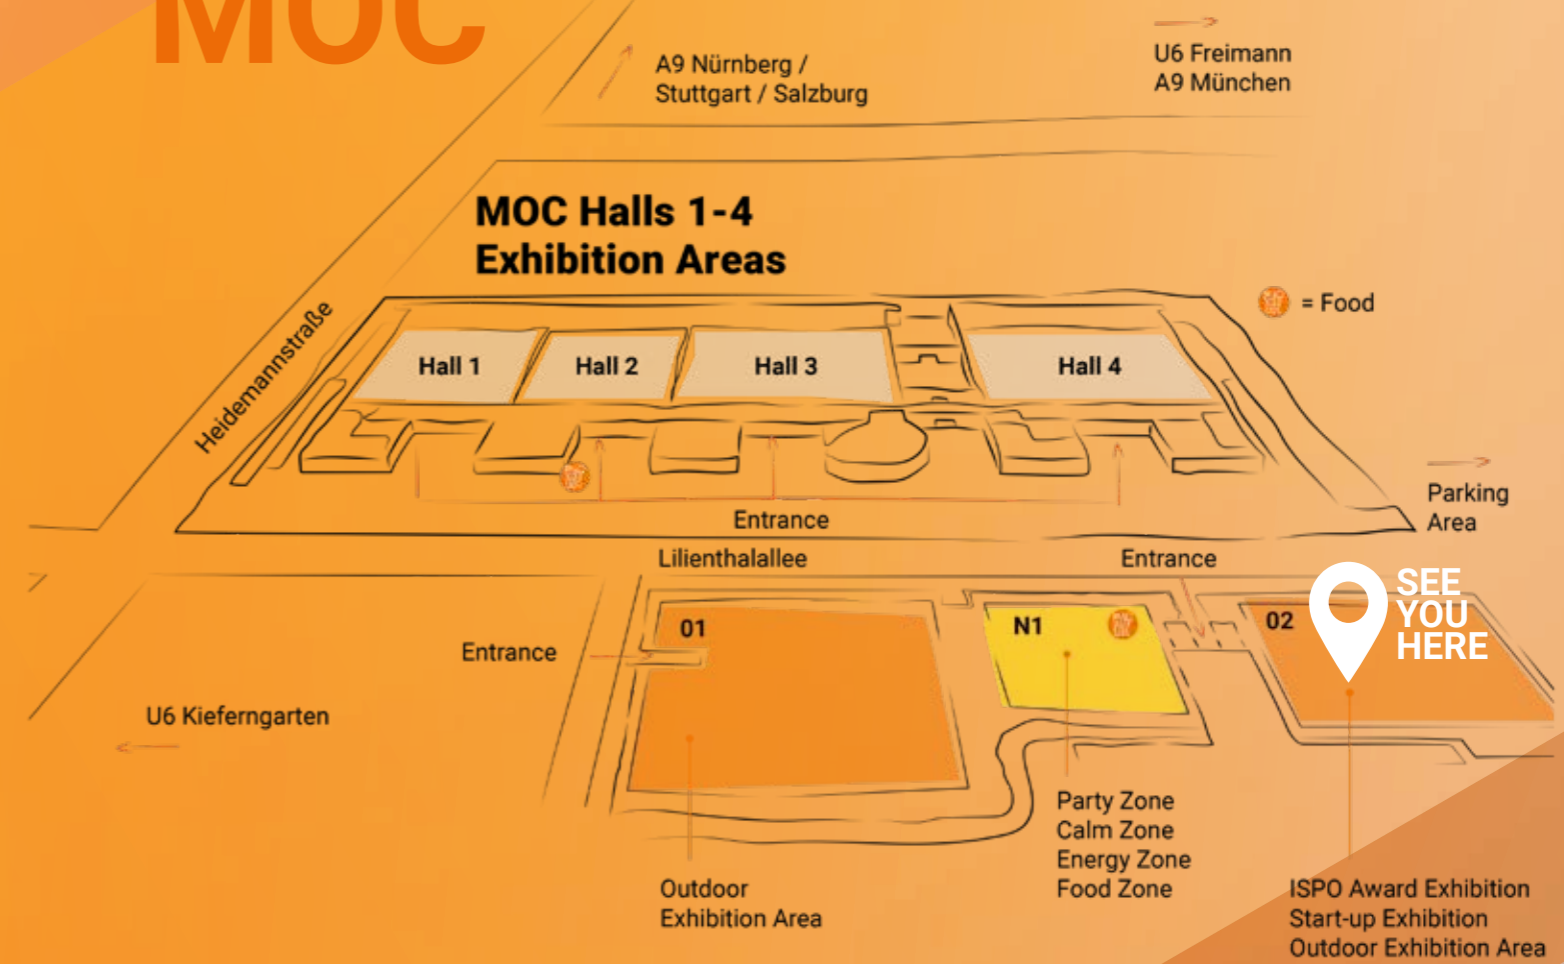 MOC
A9 Nürnberg /
Stuttgart / Salzburg
U6 Freimann
A9 München
MOC Halls 1-4
Exhibition Areas
= Food
Heidemannstraße
Hall 1
Hall 2
Hall 3
Hall 4
Parking
Area
Entrance
Lilienthalallee
Entrance
SEE
YOU
HERE
01
N1
02
Entrance
U6 Kieferngarten
Party Zone
Calm Zone
Energy Zone
Food Zone
Outdoor
Exhibition Area
ISPO Award Exhibition
Start-up Exhibition
Outdoor Exhibition Area